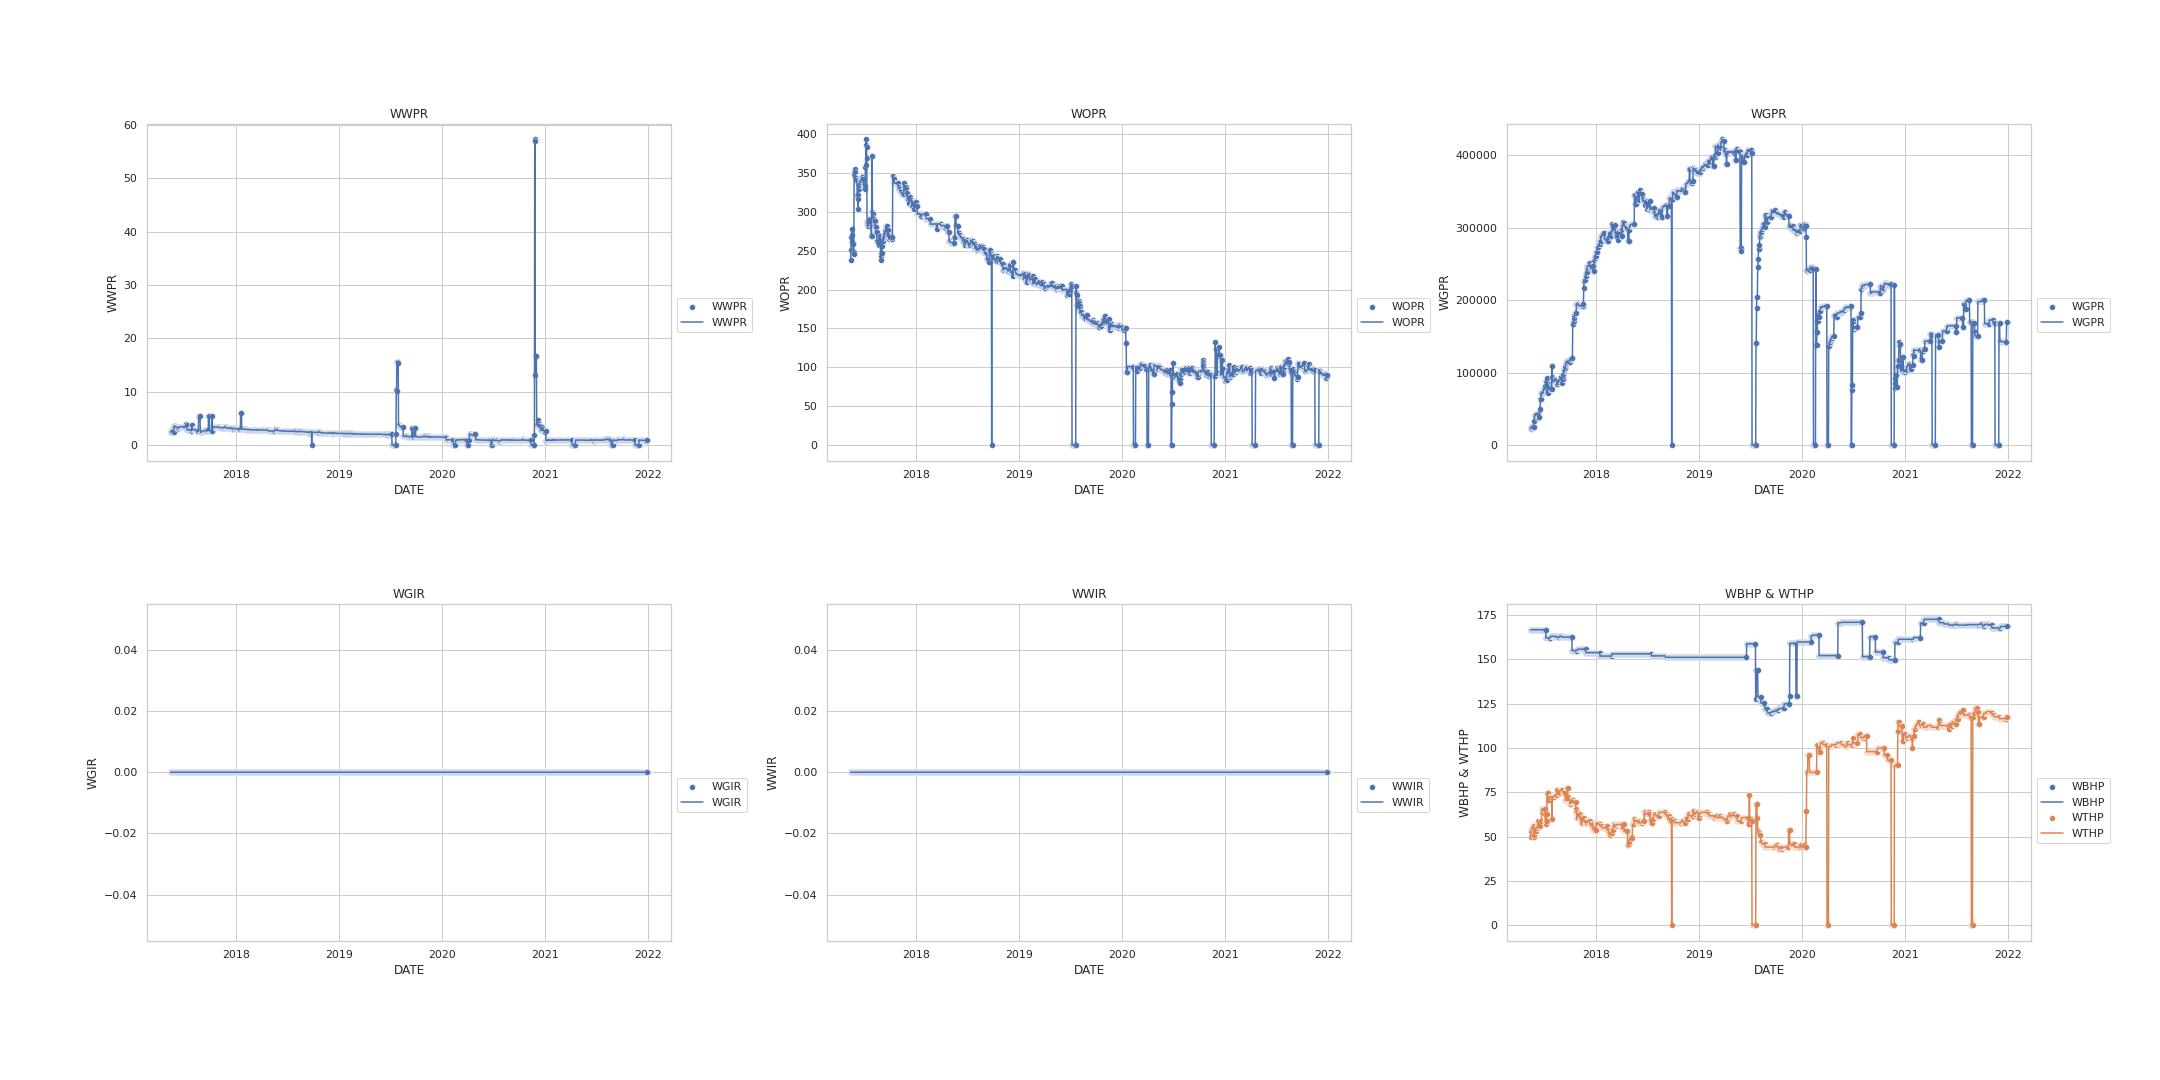 WWPR
WWPR
60
50
40
30
20
10
0
2018 2019 2020 2021 2022
DATE
WWPR
WWPR
WOPR
WOPR
400
350
300
250
200
150
100
50
0
2018 2019 2020 2021 2022
DATE
WOPR
WOPR
WGPR
WGPR
400000
300000
200000
100000
0
2018 2019 2020 2021 2022
DATE
WGPR
WGPR
WGIR
WGIR
0.04
0.02
0.00
−0.02
−0.04
2018 2019 2020 2021 2022
DATE
WGIR
WGIR
WWIR
WWIR
0.04
0.02
0.00
−0.02
−0.04
2018 2019 2020 2021 2022
DATE
WWIR
WWIR
WBHP & WTHP
WBHP & WTHP
175
150
125
100
75
50
25
0
2018 2019 2020 2021 2022
DATE
WBHP
WBHP
WTHP
WTHP